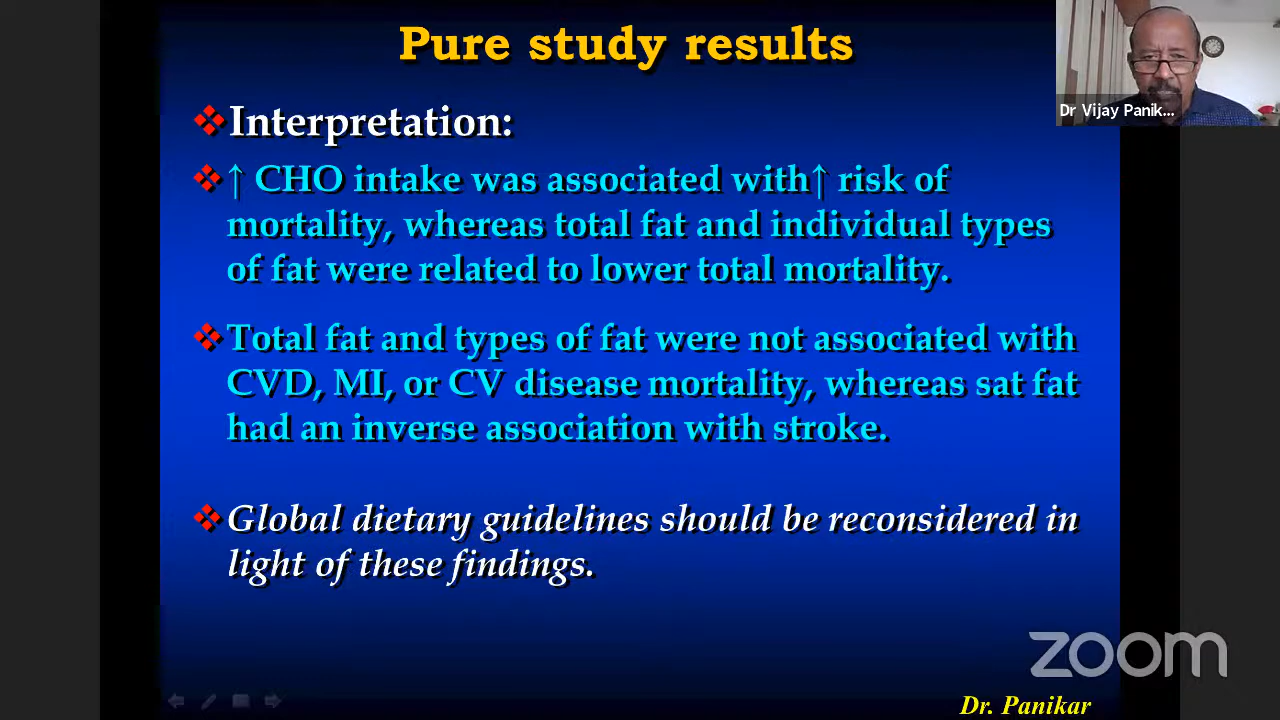 Pure study results
Dr Vijay Panik...
Interpretation:
↑ CHO intake was associated with↑ risk of
mortality, whereas total fat and individual types
of fat were related to lower total mortality.
Total fat and types of fat were not associated with
CVD, MI, or CV disease mortality, whereas sat fat
had an inverse association with stroke.
Global dietary guidelines should be reconsidered in
light of these findings.
zoom
Dr. Panikar